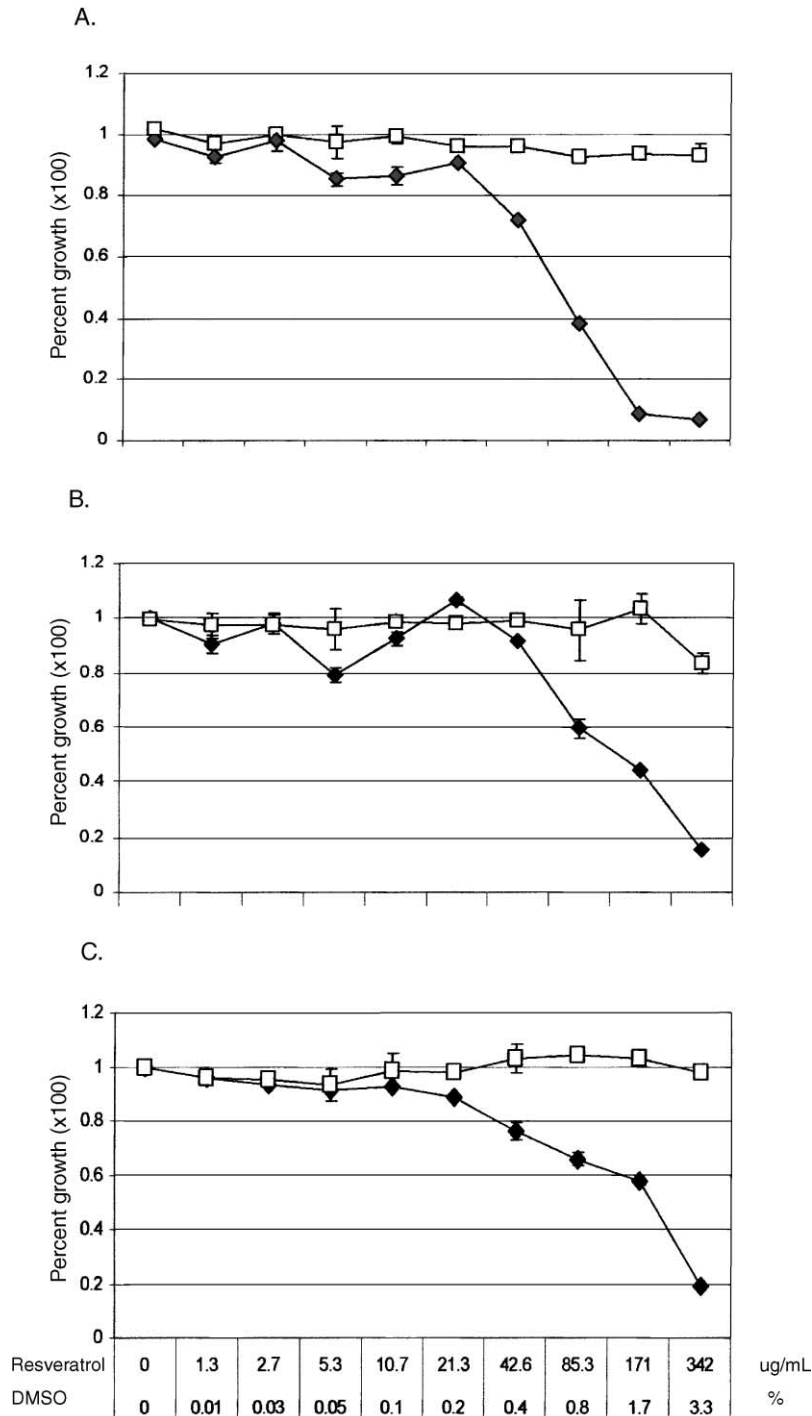 A.
Percent growth (x100)
1.2
1
0.8
0.6
0.4
0.2
0
B.
Percent growth (x100)
1.2
1
0.8
0.6
0.4
0.2
0
C.
Percent growth (x100)
1.2
1
0.8
0.6
0.4
0.2
0
Resveratrol 0 1.3 2.7 5.3 10.7 21.3 42.6 85.3 171 342 ug/mL
DMSO 0 0.01 0.03 0.05 0.1 0.2 0.4 0.8 1.7 3.3 %